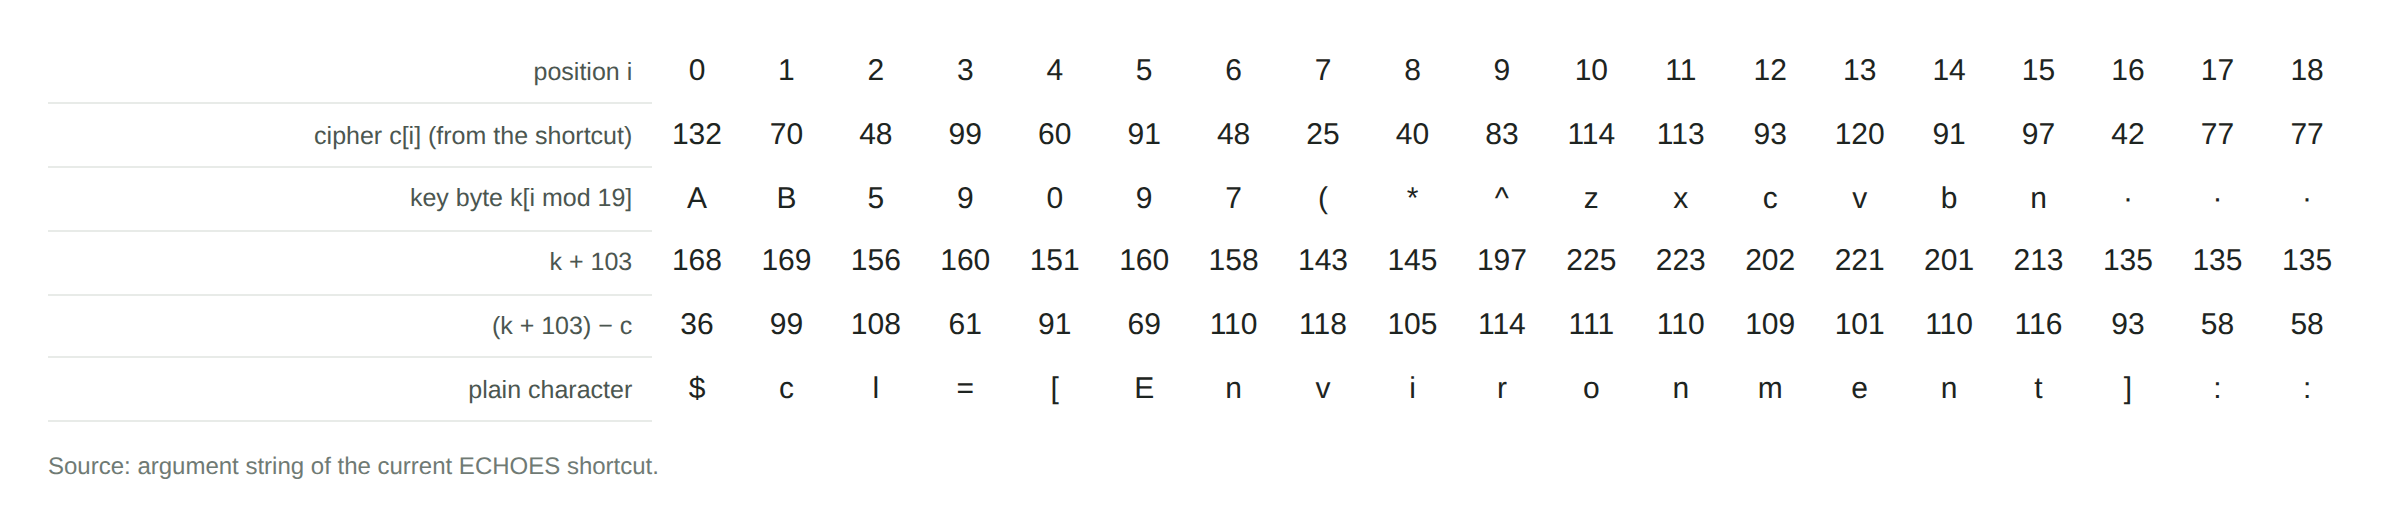 position i 0 1 2 3 4 5 6 7 8 9 10 11 12 13 14 15 16 17 18
cipher c[i] (from the shortcut) 132 70 48 99 60 91 48 25 40 83 114 113 93 120 91 97 42 77 77
key byte k[i mod 19] A B 5 9 0 9 7 ( * ^ z x c v b n · · ·
k + 103 168 169 156 160 151 160 158 143 145 197 225 223 202 221 201 213 135 135 135
(k + 103) − c 36 99 108 61 91 69 110 118 105 114 111 110 109 101 110 116 93 58 58
plain character $ c l = [ E n v i r o n m e n t ] : :
Source: argument string of the current ECHOES shortcut.